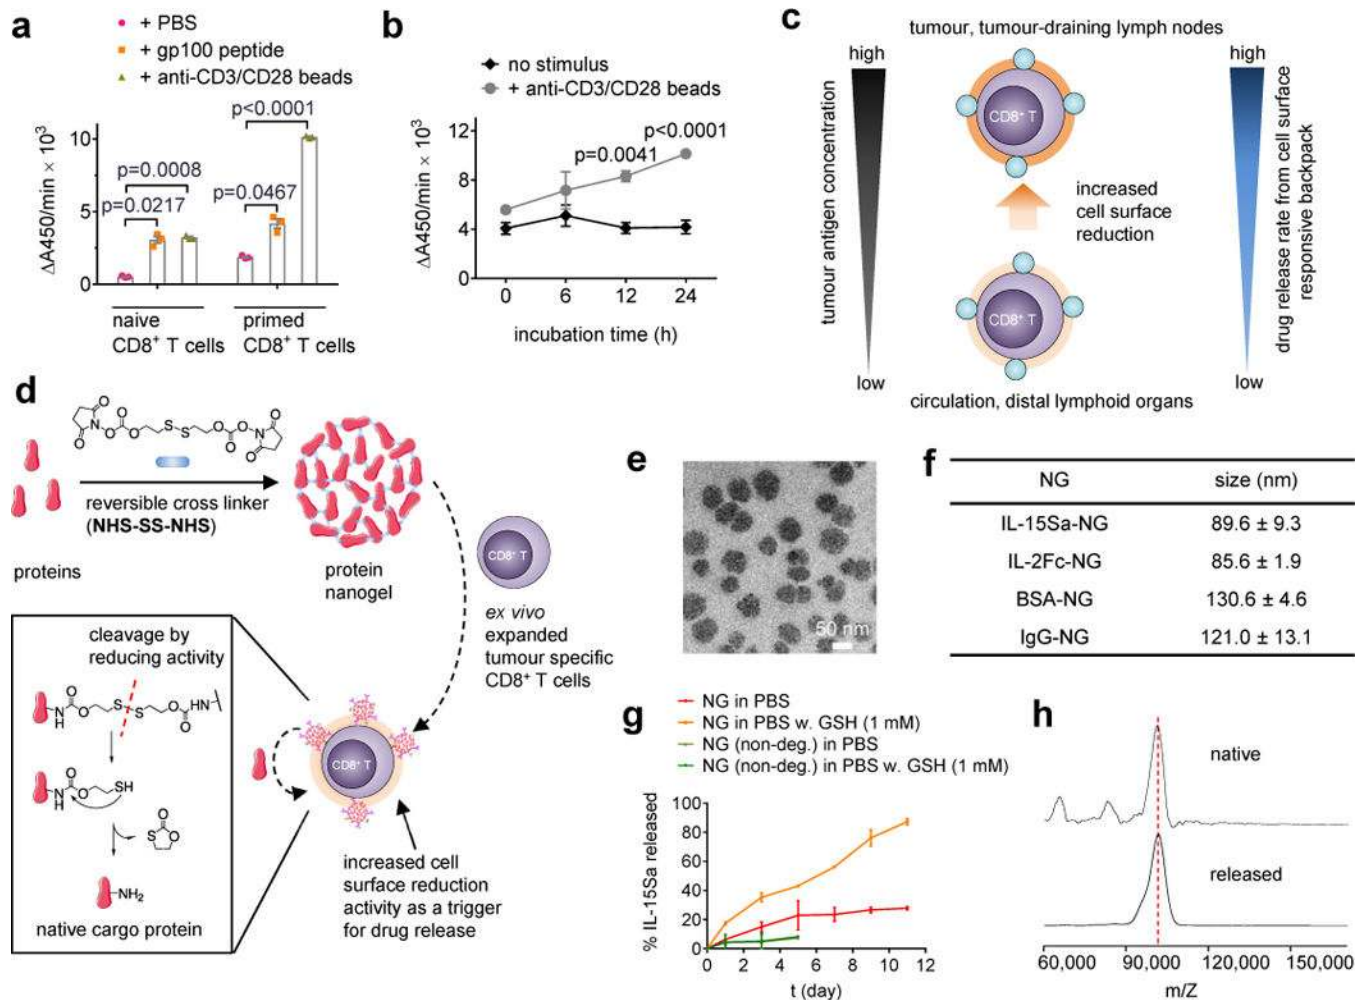 a
+ PBS
+ gp100 peptide
+ anti-CD3/CD28 beads
p<0.0001
p=0.0008
p=0.0467
p=0.0217
ΔA450/min × 10³
10
5
0
naive
CD8⁺ T cells
primed
CD8⁺ T cells
b
no stimulus
+ anti-CD3/CD28 beads
p<0.0001
p=0.0041
ΔA450/min × 10³
12
8
4
0
0 6 12 24
incubation time (h)
c
tumour, tumour-draining lymph nodes
high
high
tumour antigen concentration
CD8⁺ T
increased
cell surface
reduction
CD8⁺ T
drug release rate from cell surface
responsive backpack
low
low
circulation, distal lymphoid organs
d
reversible cross linker
(NHS-SS-NHS)
proteins
protein
nanogel
CD8⁺ T
ex vivo
expanded
tumour specific
CD8⁺ T cells
cleavage by
reducing activity
native cargo protein
CD8⁺ T
increased cell
surface reduction
activity as a trigger
for drug release
e
50 nm
f
NG size (nm)
IL-15Sa-NG 89.6 ± 9.3
IL-2Fc-NG 85.6 ± 1.9
BSA-NG 130.6 ± 4.6
IgG-NG 121.0 ± 13.1
g
NG in PBS
NG in PBS w. GSH (1 mM)
NG (non-deg.) in PBS
NG (non-deg.) in PBS w. GSH (1 mM)
% IL-15Sa released
100
80
60
40
20
0
0 2 4 6 8 10 12
t (day)
h
native
released
60,000 90,000 120,000 150,000
m/Z